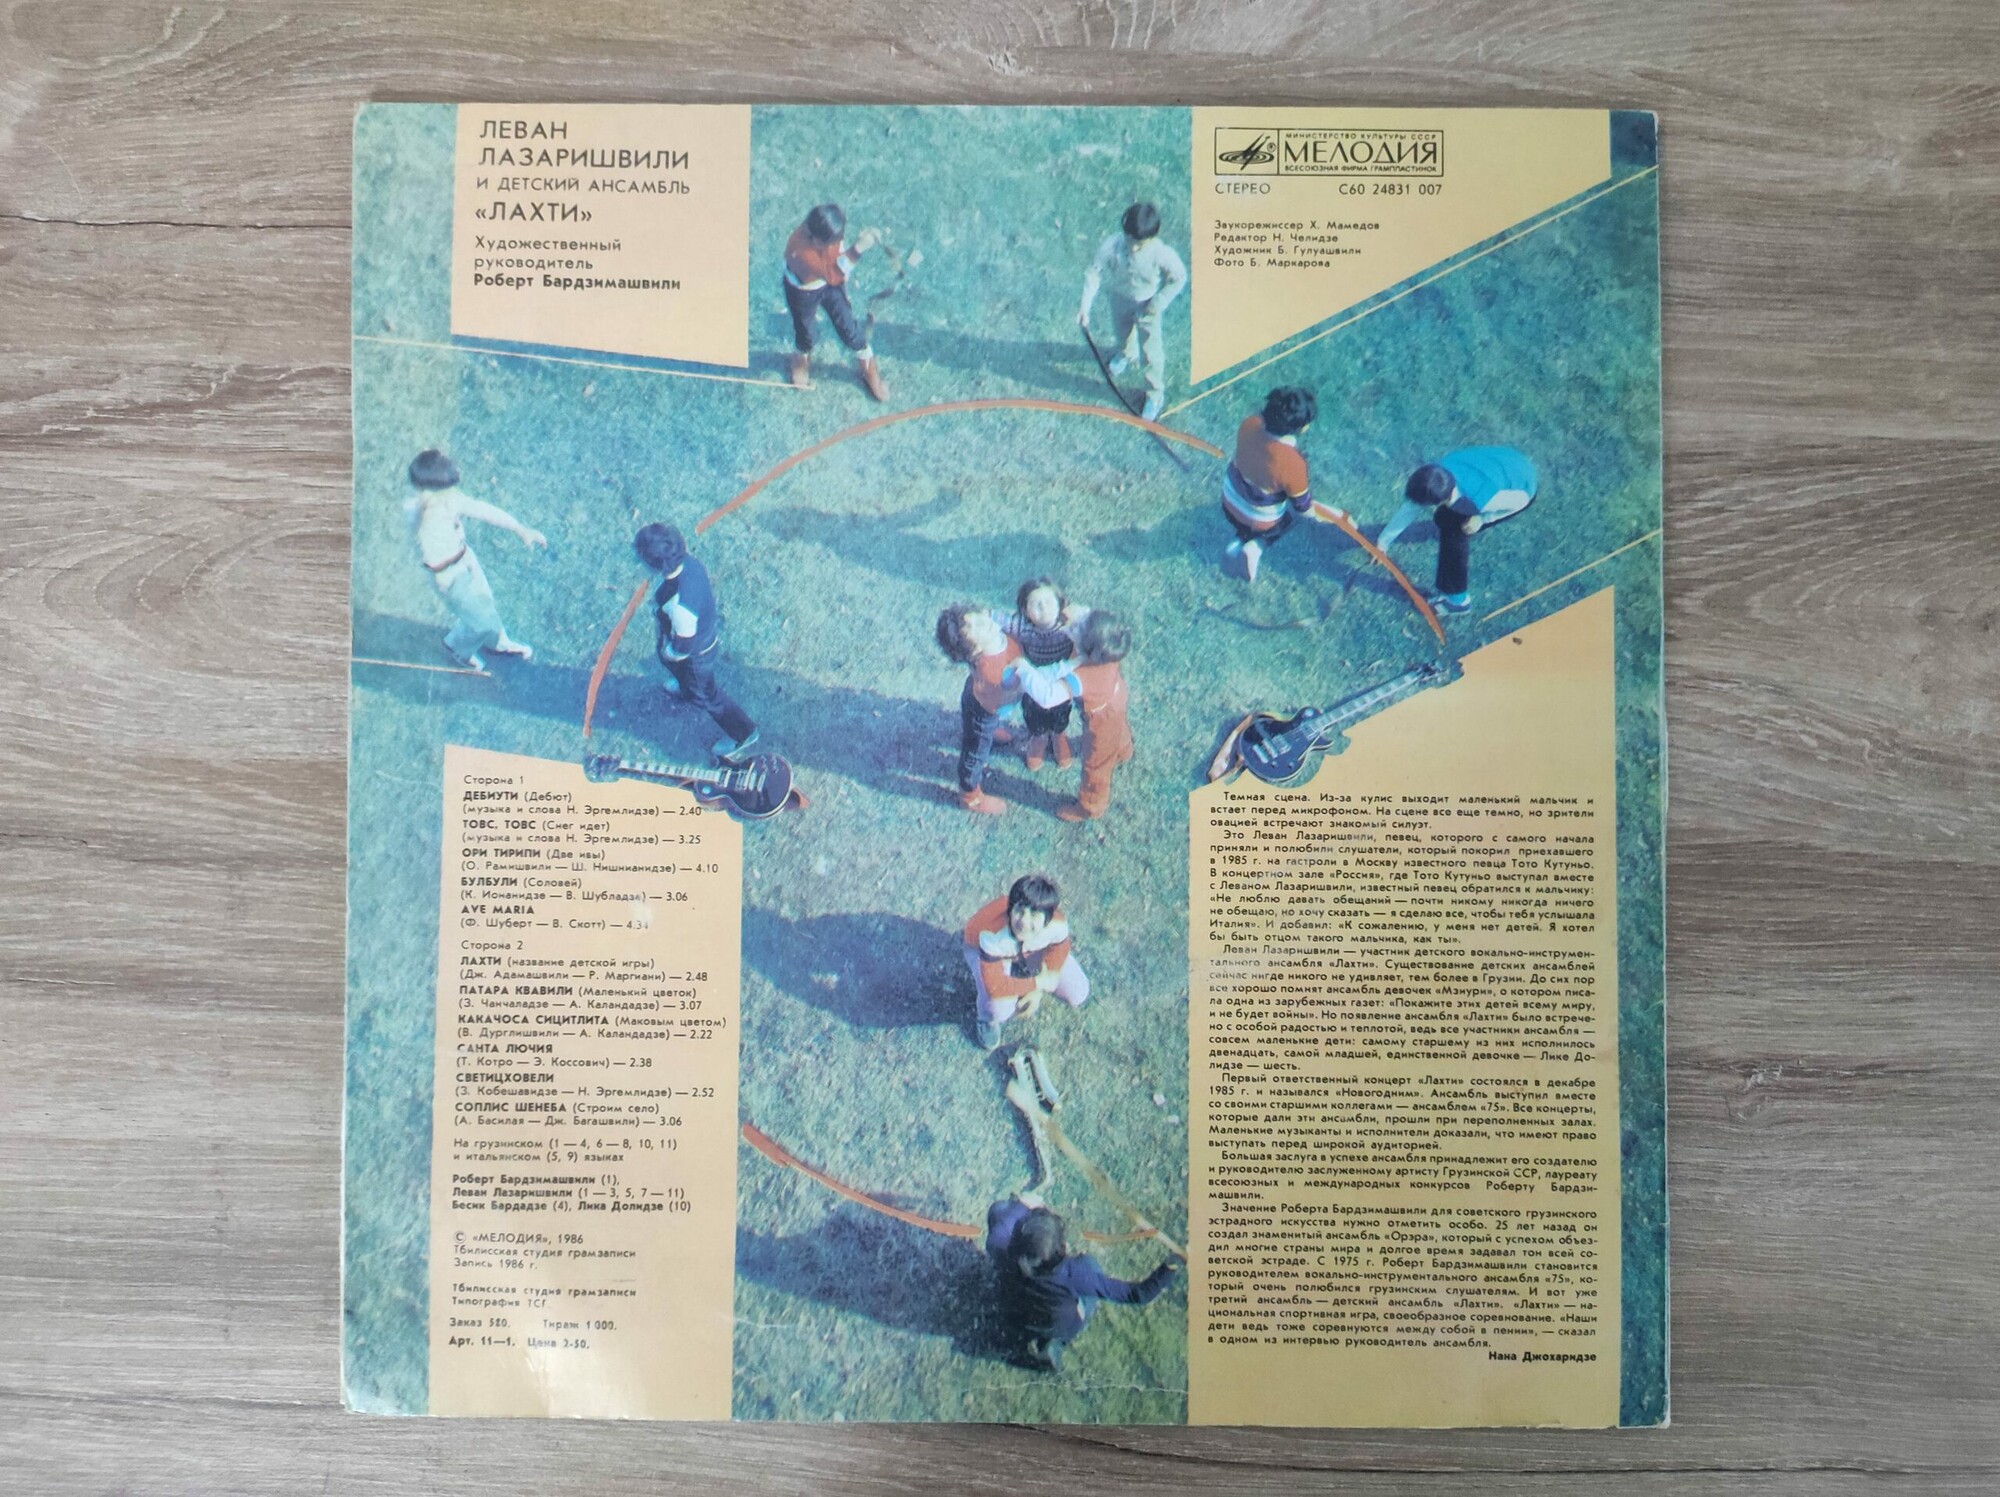 ЛЕВАН
ЛАЗАРИШВИЛИ
И ДЕТСКИЙ АНСАМБЛЬ
«ЛАХТИ»
Художественный
руководитель
Роберт Бардзимашвили
МИНИСТЕРСТВО КУЛЬТУРЫ СССР
МЕЛОДИЯ
ВСЕСОЮЗНАЯ ФИРМА ГРАМПЛАСТИНОК
СТЕРЕО С60 24831 007
Звукорежиссер Х. Мамедов
Редактор Н. Челидзе
Художник Б. Гулуашвили
Фото Б. Маркарова
Сторона 1
ДЕБИУТИ (Дебют)
(музыка и слова Н. Эргемлидзе) — 2.40
ТОВС, ТОВС (Снег идет)
(музыка и слова Н. Эргемлидзе) — 3.25
ОРИ ТИРИПИ (Две ивы)
(О. Рамишвили — Ш. Нишнианидзе) — 4.10
БУЛБУЛИ (Соловей)
(К. Ионанидзе — В. Шубладзе) — 3.06
AVE MARIA
(Ф. Шуберт — В. Скотт) —
Сторона 2
ЛАХТИ (название детской игры)
(Дж. Адамашвили — Р. Маргиани) — 2.48
ПАТАРА КВАВИЛИ (Маленький цветок)
(З. Чанчаладзе — А. Каландадзе) — 3.07
КАКАЧОСА СИЦИТЛИТА (Маковым цветом)
(В. Дурглишвили — А. Каландадзе) — 2.22
САНТА ЛЮЧИЯ
(Т. Котро — Э. Коссович) — 2.38
СВЕТИЦХОВЕЛИ
(З. Кобешавидзе — Н. Эргемлидзе) — 2.52
СОПЛИС ШЕНЕБА (Строим село)
(А. Басилая — Дж. Багашвили) — 3.06
На грузинском (1 — 4, 6 — 8, 10, 11)
и итальянском (5, 9) языках
Роберт Бардзимашвили (1),
Леван Лазаришвили (1 — 3, 5, 7 — 11)
Бесик Бардадзе (4), Лика Долидзе (10)
© «МЕЛОДИЯ», 1986
Тбилисская студия грамзаписи
Запись 1986 г.
Тбилисская студия грамзаписи
Типография ТСГ
Заказ 520. Тираж 1 000.
Арт. 11—1. Цена 2-50.
Темная сцена. Из-за кулис выходит маленький мальчик и
встает перед микрофоном. На сцене все еще темно, но зрители
овацией встречают знакомый силуэт.
Это Леван Лазаришвили, певец, которого с самого начала
приняли и полюбили слушатели, который покорил приехавшего
в 1985 г. на гастроли в Москву известного певца Тото Кутуньо.
В концертном зале «Россия», где Тото Кутуньо выступал вместе
с Леваном Лазаришвили, известный певец обратился к мальчику:
«Не люблю давать обещаний — почти никому никогда ничего
не обещаю, но хочу сказать — я сделаю все, чтобы тебя услышала
Италия». И добавил: «К сожалению, у меня нет детей. Я хотел
бы быть отцом такого мальчика, как ты».
Леван Лазаришвили — участник детского вокально-инструмен-
тального ансамбля «Лахти». Существование детских ансамблей
сейчас нигде никого не удивляет, тем более в Грузии. До сих пор
все хорошо помнят ансамбль девочек «Мзиури», о котором писа-
ла одна из зарубежных газет: «Покажите этих детей всему миру,
и не будет войны». Но появление ансамбля «Лахти» было встрече-
но с особой радостью и теплотой, ведь все участники ансамбля —
совсем маленькие дети: самому старшему из них исполнилось
двенадцать, самой младшей, единственной девочке — Лике До-
лидзе — шесть.
Первый ответственный концерт «Лахти» состоялся в декабре
1985 г. и назывался «Новогодним». Ансамбль выступил вместе
со своими старшими коллегами — ансамблем «75». Все концерты,
которые дали эти ансамбли, прошли при переполненных залах.
Маленькие музыканты и исполнители доказали, что имеют право
выступать перед широкой аудиторией.
Большая заслуга в успехе ансамбля принадлежит его создателю
и руководителю заслуженному артисту Грузинской ССР, лауреату
всесоюзных и международных конкурсов Роберту Бардзи-
машвили.
Значение Роберта Бардзимашвили для советского грузинского
эстрадного искусства нужно отметить особо. 25 лет назад он
создал знаменитый ансамбль «Орэра», который с успехом объез-
дил многие страны мира и долгое время задавал тон всей со-
ветской эстраде. С 1975 г. Роберт Бардзимашвили становится
руководителем вокально-инструментального ансамбля «75», ко-
торый очень полюбился грузинским слушателям. И вот уже
третий ансамбль — детский ансамбль «Лахти». «Лахти» — на-
циональная спортивная игра, своеобразное соревнование. «Наши
дети ведь тоже соревнуются между собой в пении», — сказал
в одном из интервью руководитель ансамбля.
Нана Джохаридзе